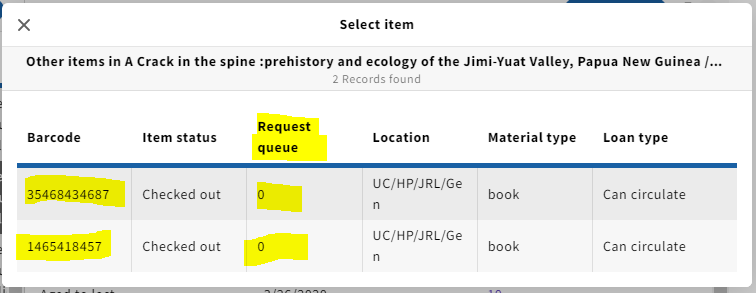 Select item
Other items in A Crack in the spine :prehistory and ecology of the Jimi-Yuat Valley, Papua New Guinea /...
2 Records found
Barcode Item status Request queue Location Material type Loan type
35468434687 Checked out 0 UC/HP/JRL/Gen book Can circulate
1465418457 Checked out 0 UC/HP/JRL/Gen book Can circulate